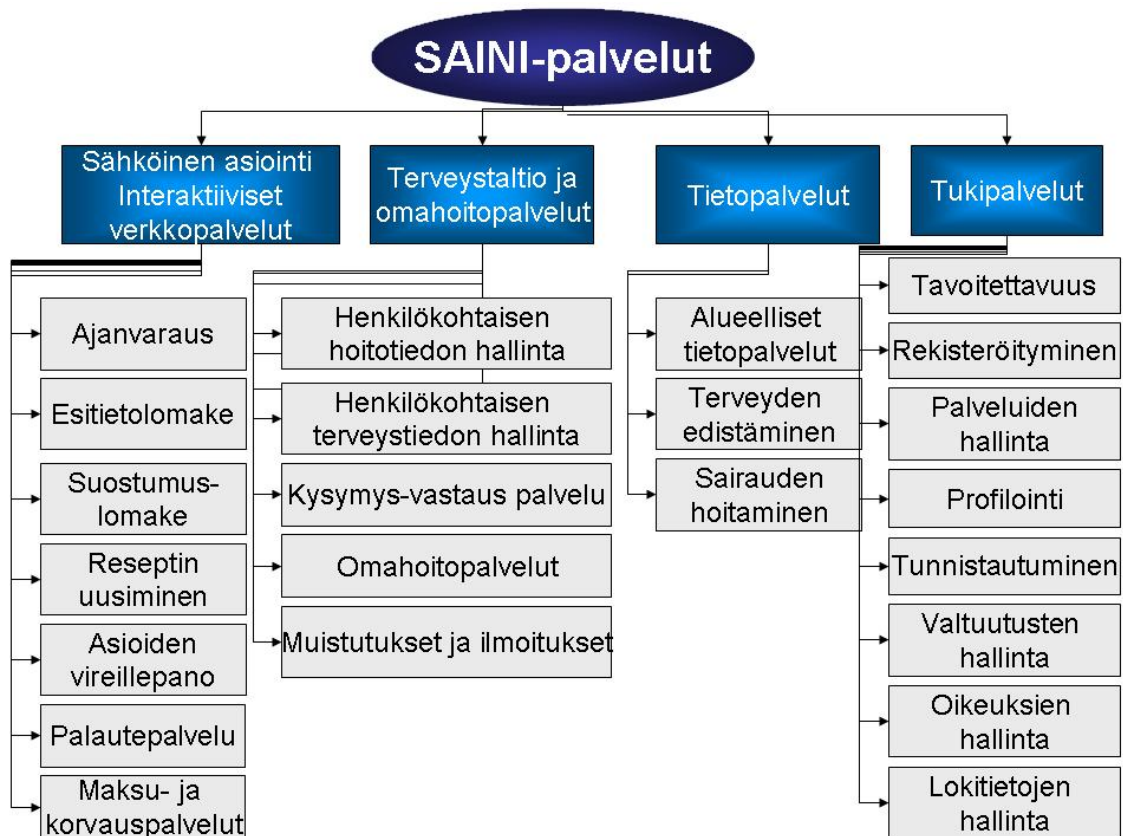 SAINI-palvelut
Sähköinen asiointi
Interaktiiviset
verkkopalvelut
Ajanvaraus
Esitietolomake
Suostumus-
lomake
Reseptin
uusiminen
Asioiden
vireillepano
Palautepalvelu
Maksu- ja
korvauspalvelut
Terveystaltio ja
omahoitopalvelut
Henkilökohtaisen
hoitotiedon hallinta
Henkilökohtaisen
terveystiedon hallinta
Kysymys-vastaus palvelu
Omahoitopalvelut
Muistutukset ja ilmoitukset
Tietopalvelut
Alueelliset
tietopalvelut
Terveyden
edistäminen
Sairauden
hoitaminen
Tukipalvelut
Tavoitettavuus
Rekisteröityminen
Palveluiden
hallinta
Profilointi
Tunnistautuminen
Valtuutusten
hallinta
Oikeuksien
hallinta
Lokitietojen
hallinta